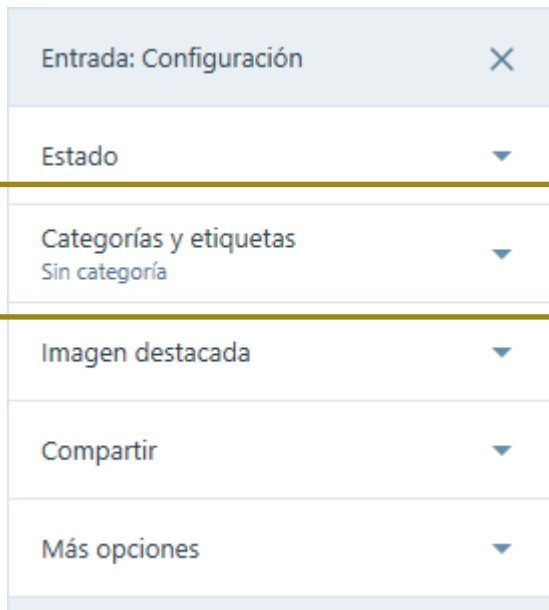 Entrada: Configuración
Estado
Categorías y etiquetas
Sin categoría
Imagen destacada
Compartir
Más opciones